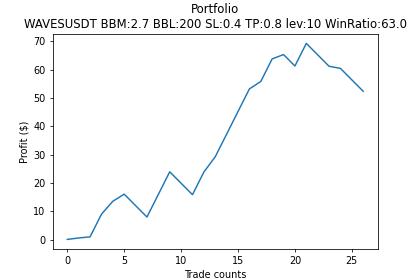 Portfolio
WAVESUSDT BBM:2.7 BBL:200 SL:0.4 TP:0.8 lev:10 WinRatio:63.0
70
60
50
40
30
20
10
0
Profit ($)
0 5 10 15 20 25
Trade counts